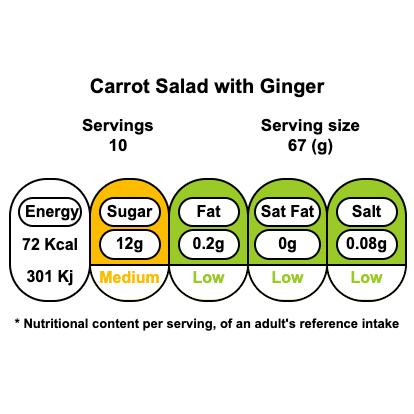 Carrot Salad with Ginger
Servings
10
Serving size
67 (g)
Energy
72 Kcal
301 Kj
Sugar
12g
Medium
Fat
0.2g
Low
Sat Fat
0g
Low
Salt
0.08g
Low
* Nutritional content per serving, of an adult's reference intake